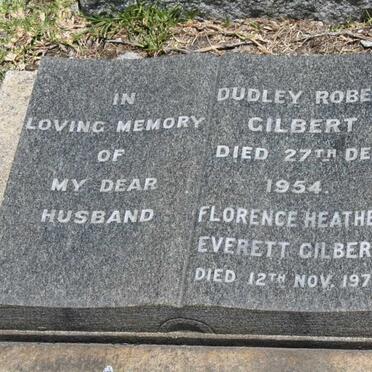 IN
LOVING MEMORY
OF
MY DEAR
HUSBAND
DUDLEY ROBE
GILBERT
DIED 27TH DE
1954.
FLORENCE HEATHE
EVERETT GILBER
DIED 12TH NOV. 197